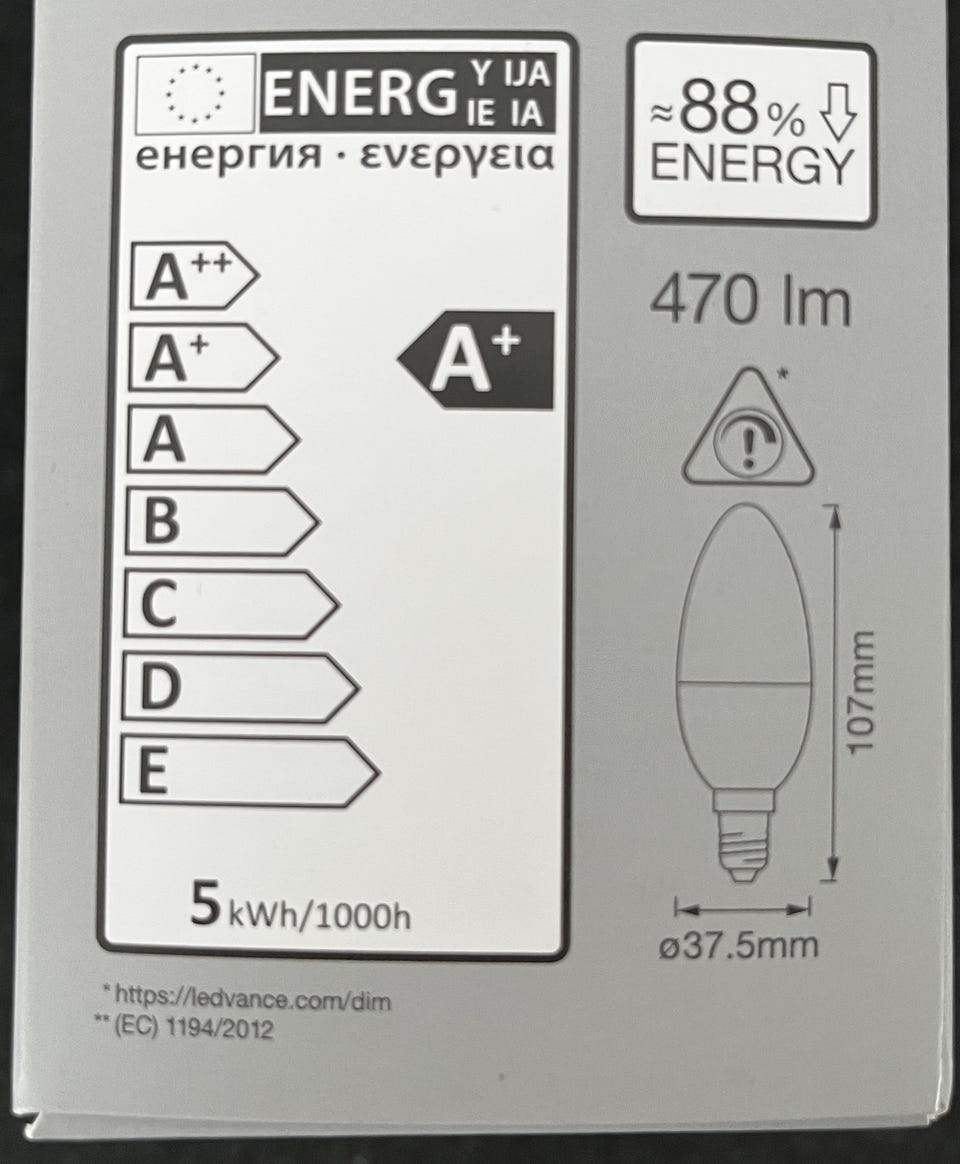 ENERG Y IJA
IE IA
енергия · ενεργεια
A++
A+
A+
A
B
C
D
E
5 kWh/1000h
≈88%
ENERGY
470 lm
*
!
107mm
ø37.5mm
* https://ledvance.com/dim
** (EC) 1194/2012